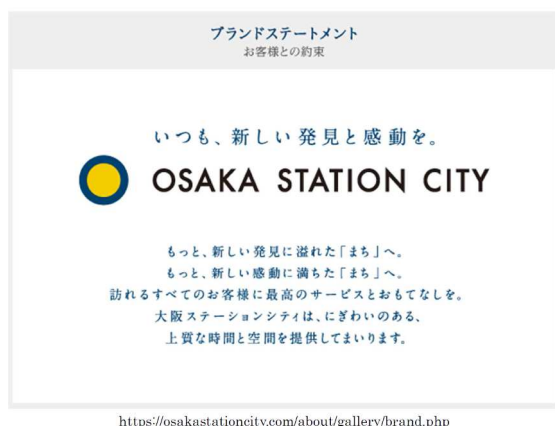 ブランドステートメント
お客様との約束
いつも、新しい発見と感動を。
OSAKA STATION CITY
もっと、新しい発見に溢れた「まち」へ。
もっと、新しい感動に満ちた「まち」へ。
訪れるすべてのお客様に最高のサービスとおもてなしを。
大阪ステーションシティは、にぎわいのある、
上質な時間と空間を提供してまいります。
https://osakastationcity.com/about/gallery/brand.php